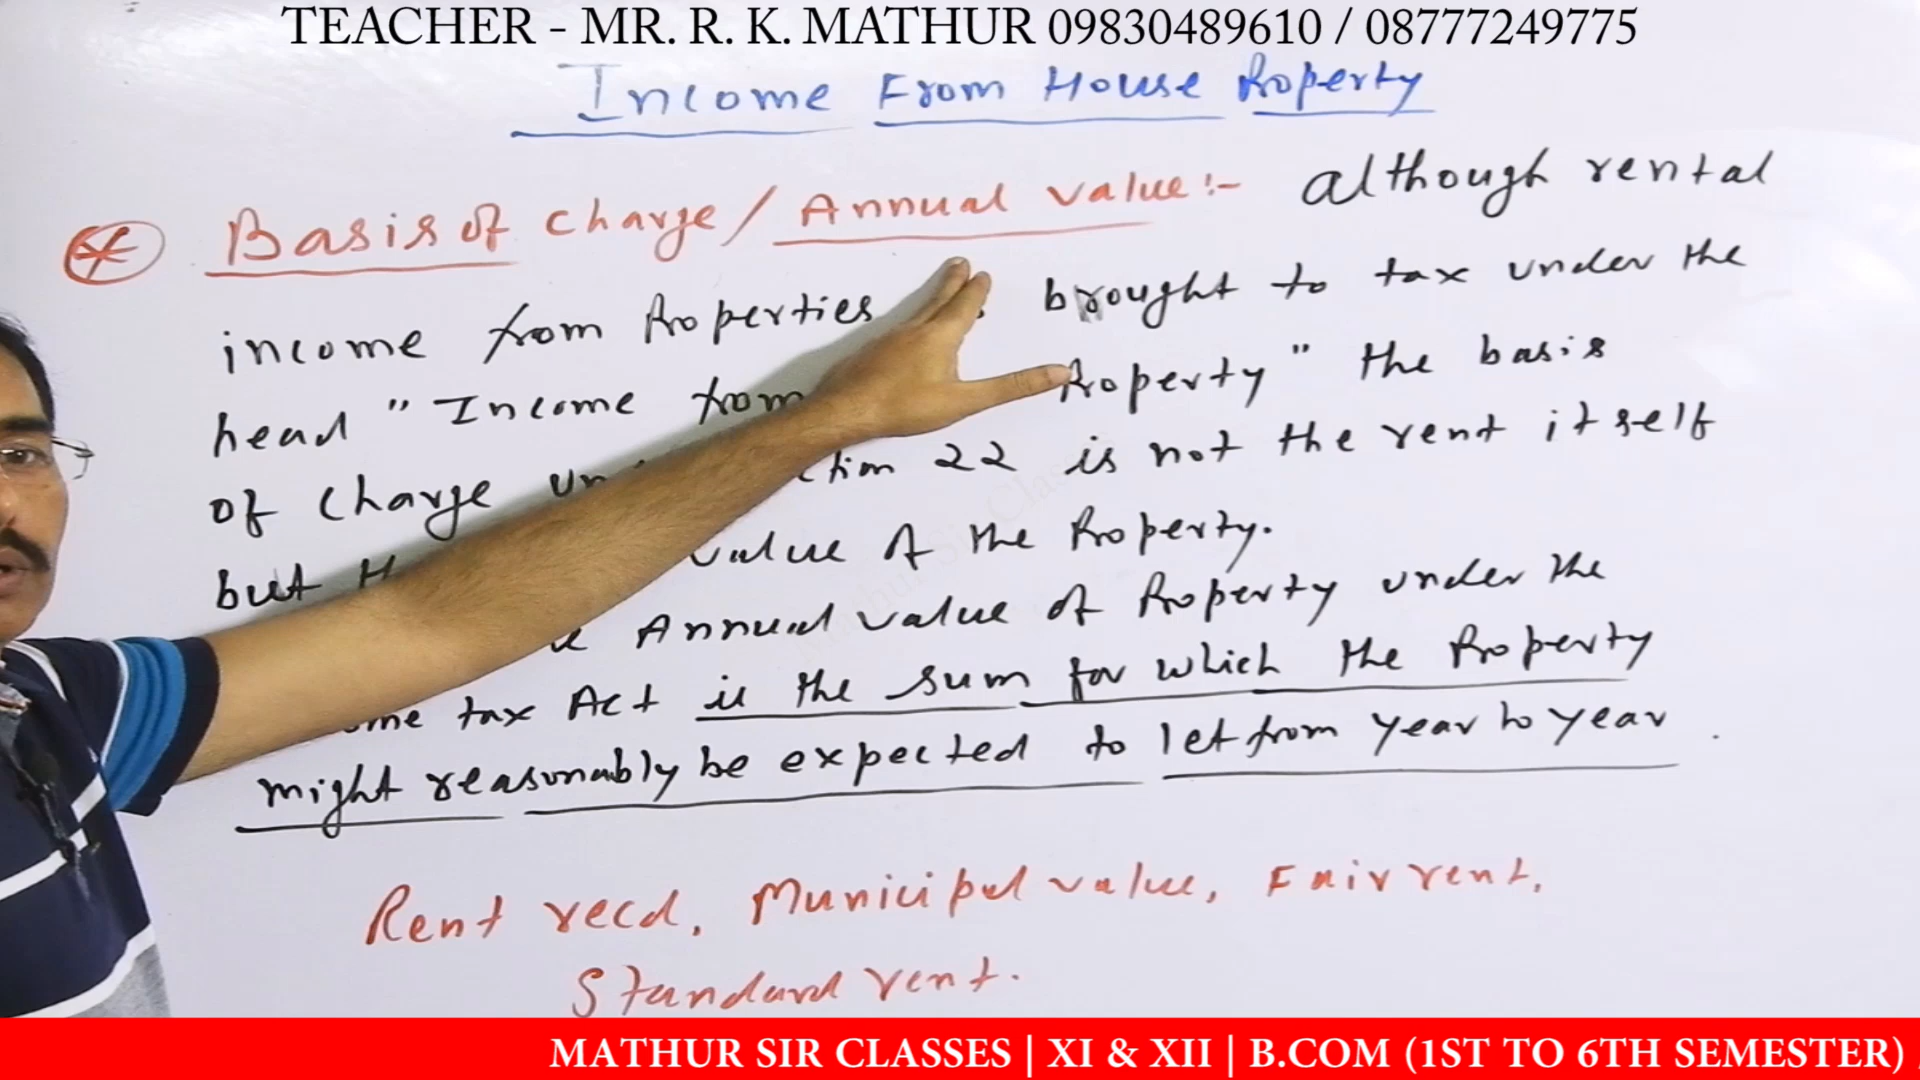 TEACHER - MR. R. K. MATHUR 09830489610 / 08777249775
Income From House Property
Basis of charge / Annual value :- although rental
income from Properties brought to tax under the
head "Income from Property" the basis
of charge 22 is not the rent itself
but value of the Property.
Annual value of Property under the
tax Act is the sum for which the Property
might reasonably be expected to let from year to year.
Rent recd, Municipal value, Fair rent,
Standard rent.
Mathur Sir Classes
MATHUR SIR CLASSES | XI & XII | B.COM (1ST TO 6TH SEMESTER)